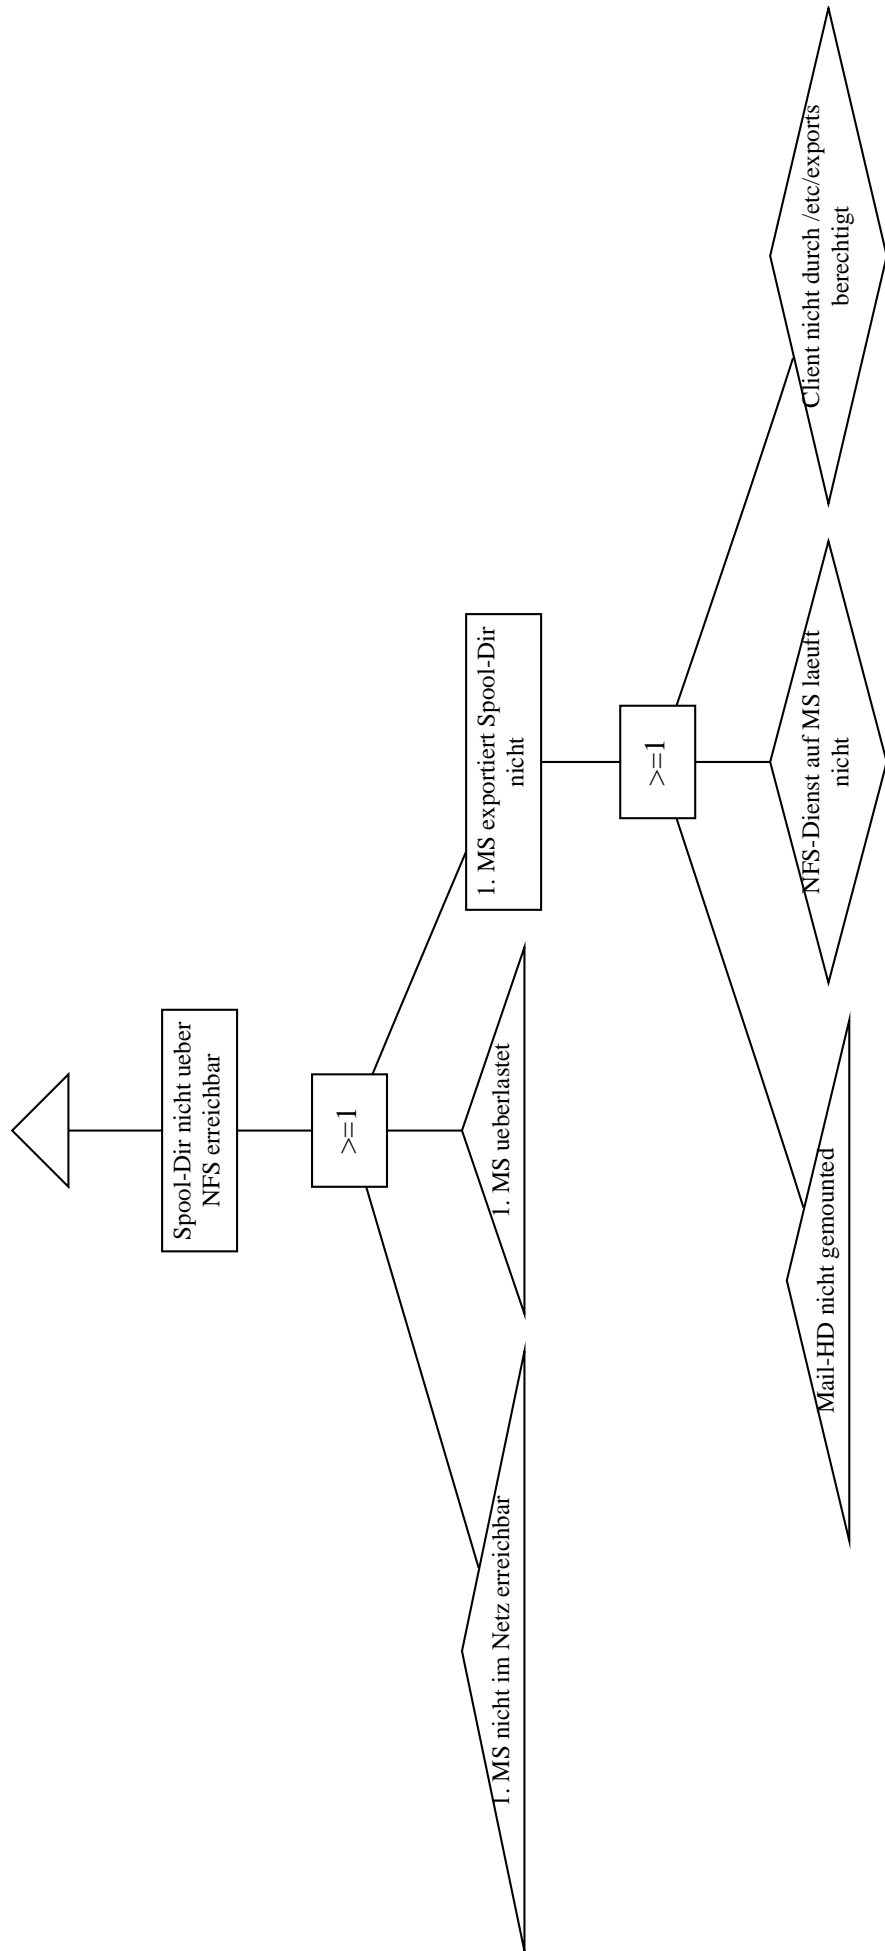 Spool-Dir nicht ueber
NFS erreichbar
>=1
1. MS nicht im Netz erreichbar
1. MS ueberlastet
1. MS exportiert Spool-Dir
nicht
>=1
Mail-HD nicht gemounted
NFS-Dienst auf MS laeuft
nicht
Client nicht durch /etc/exports
berechtigt